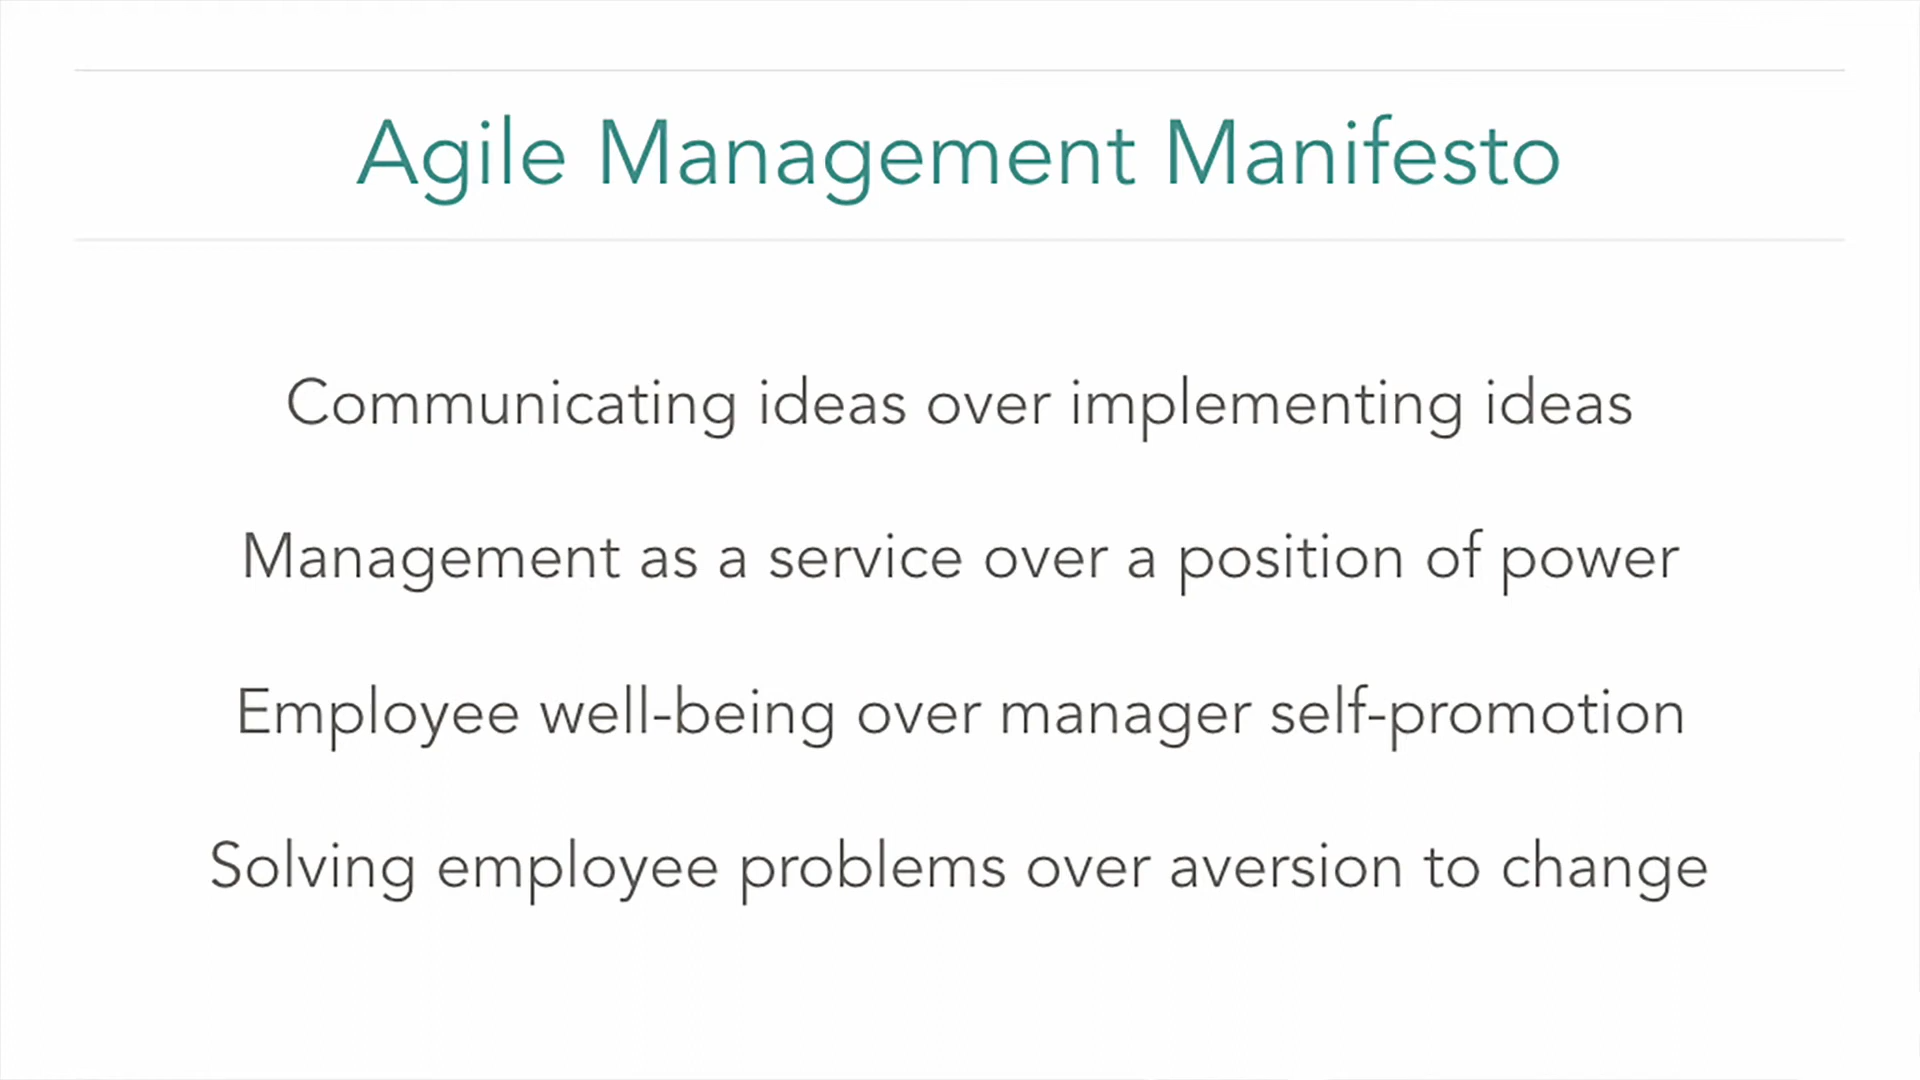 Agile Management Manifesto
Communicating ideas over implementing ideas
Management as a service over a position of power
Employee well-being over manager self-promotion
Solving employee problems over aversion to change